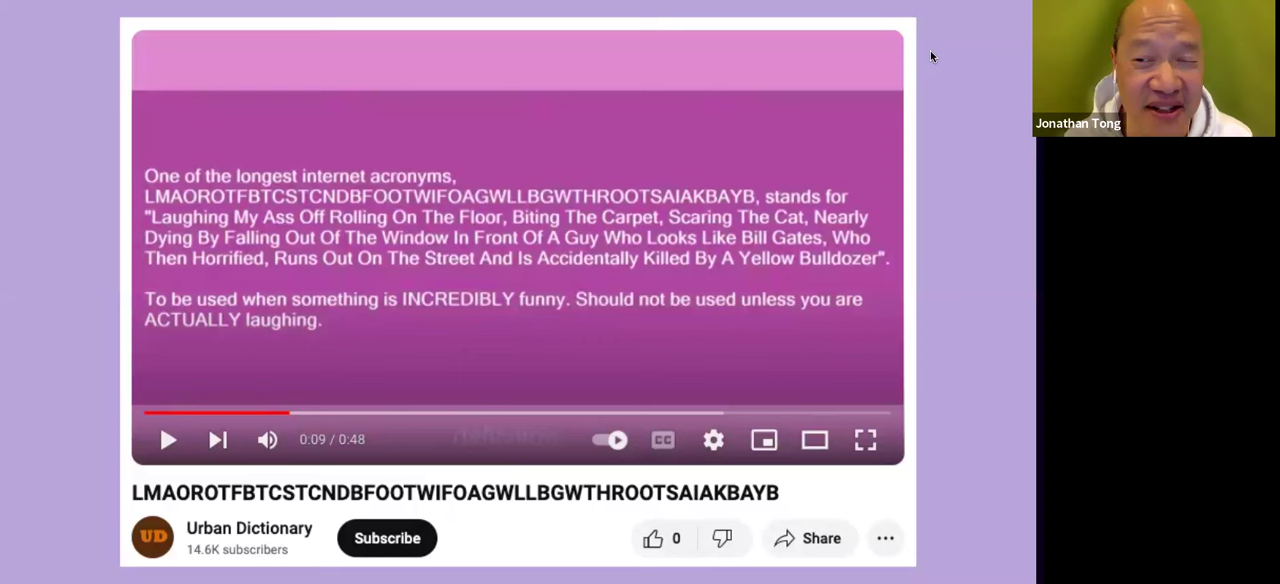 One of the longest internet acronyms,
LMAOROTFBTCSTCNDBFOOTWIFOAGWLLBGWTHROOTSAIAKBAYB, stands for
"Laughing My Ass Off Rolling On The Floor, Biting The Carpet, Scaring The Cat, Nearly
Dying By Falling Out Of The Window In Front Of A Guy Who Looks Like Bill Gates, Who
Then Horrified, Runs Out On The Street And Is Accidentally Killed By A Yellow Bulldozer".
To be used when something is INCREDIBLY funny. Should not be used unless you are
ACTUALLY laughing.
0:09 / 0:48
CC
LMAOROTFBTCSTCNDBFOOTWIFOAGWLLBGWTHROOTSAIAKBAYB
UD
Urban Dictionary
14.6K subscribers
Subscribe
0
Share
Jonathan Tong